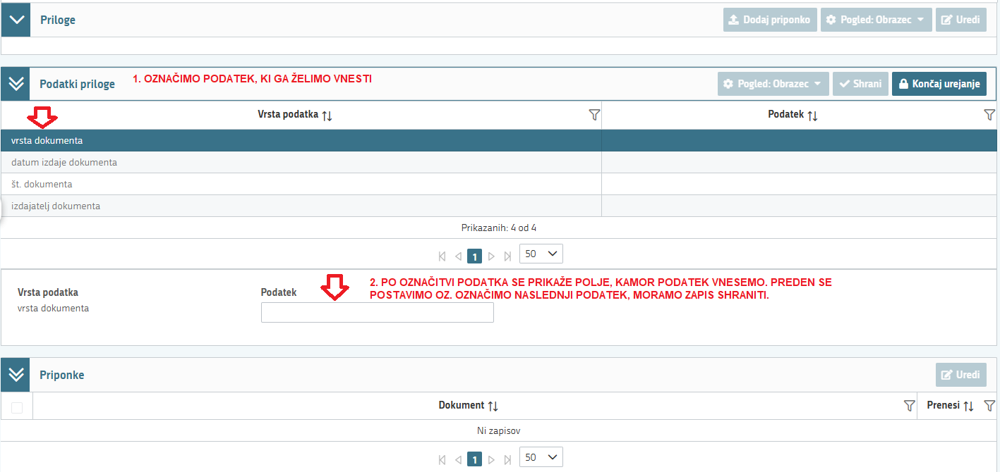 Priloge
Dodaj priponko
Pogled: Obrazec
Uredi
Podatki priloge
1. OZNAČIMO PODATEK, KI GA ŽELIMO VNESTI
Pogled: Obrazec
Shrani
Končaj urejanje
Vrsta podatka
Podatek
vrsta dokumenta
datum izdaje dokumenta
št. dokumenta
izdajatelj dokumenta
Prikazanih: 4 od 4
1
50
Vrsta podatka
vrsta dokumenta
Podatek
2. PO OZNAČITVI PODATKA SE PRIKAŽE POLJE, KAMOR PODATEK VNESEMO. PREDEN SE
POSTAVIMO OZ. OZNAČIMO NASLEDNJI PODATEK, MORAMO ZAPIS SHRANITI.
Priponke
Uredi
Dokument
Prenesi
Ni zapisov
1
50